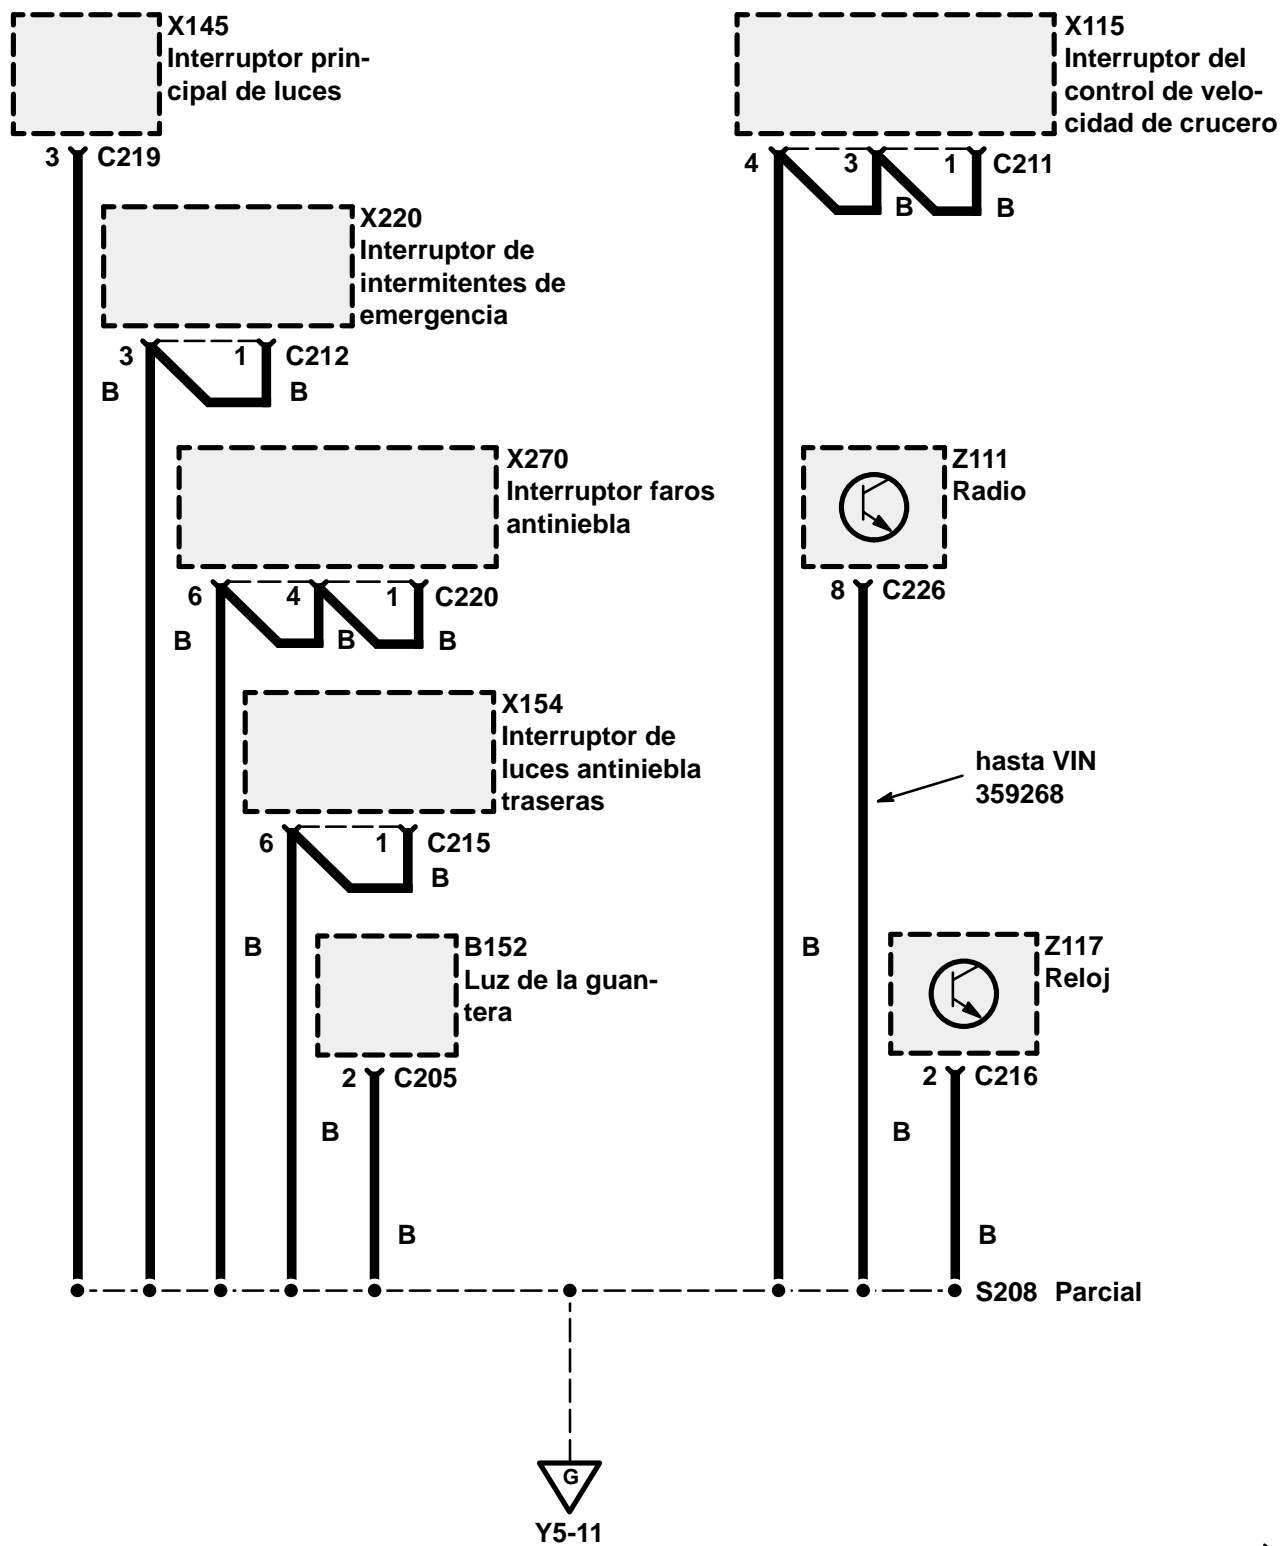 X145
Interruptor prin-
cipal de luces
3
C219
X115
Interruptor del
control de velo-
cidad de crucero
4
3
1
C211
B
B
X220
Interruptor de
intermitentes de
emergencia
3
1
C212
B
B
X270
Interruptor faros
antiniebla
6
4
1
C220
B
B
B
Z111
Radio
8
C226
X154
Interruptor de
luces antiniebla
traseras
6
1
C215
B
hasta VIN
359268
B
B152
Luz de la guan-
tera
2
C205
B
Z117
Reloj
2
C216
B
B
B
B
S208 Parcial
G
Y5-11